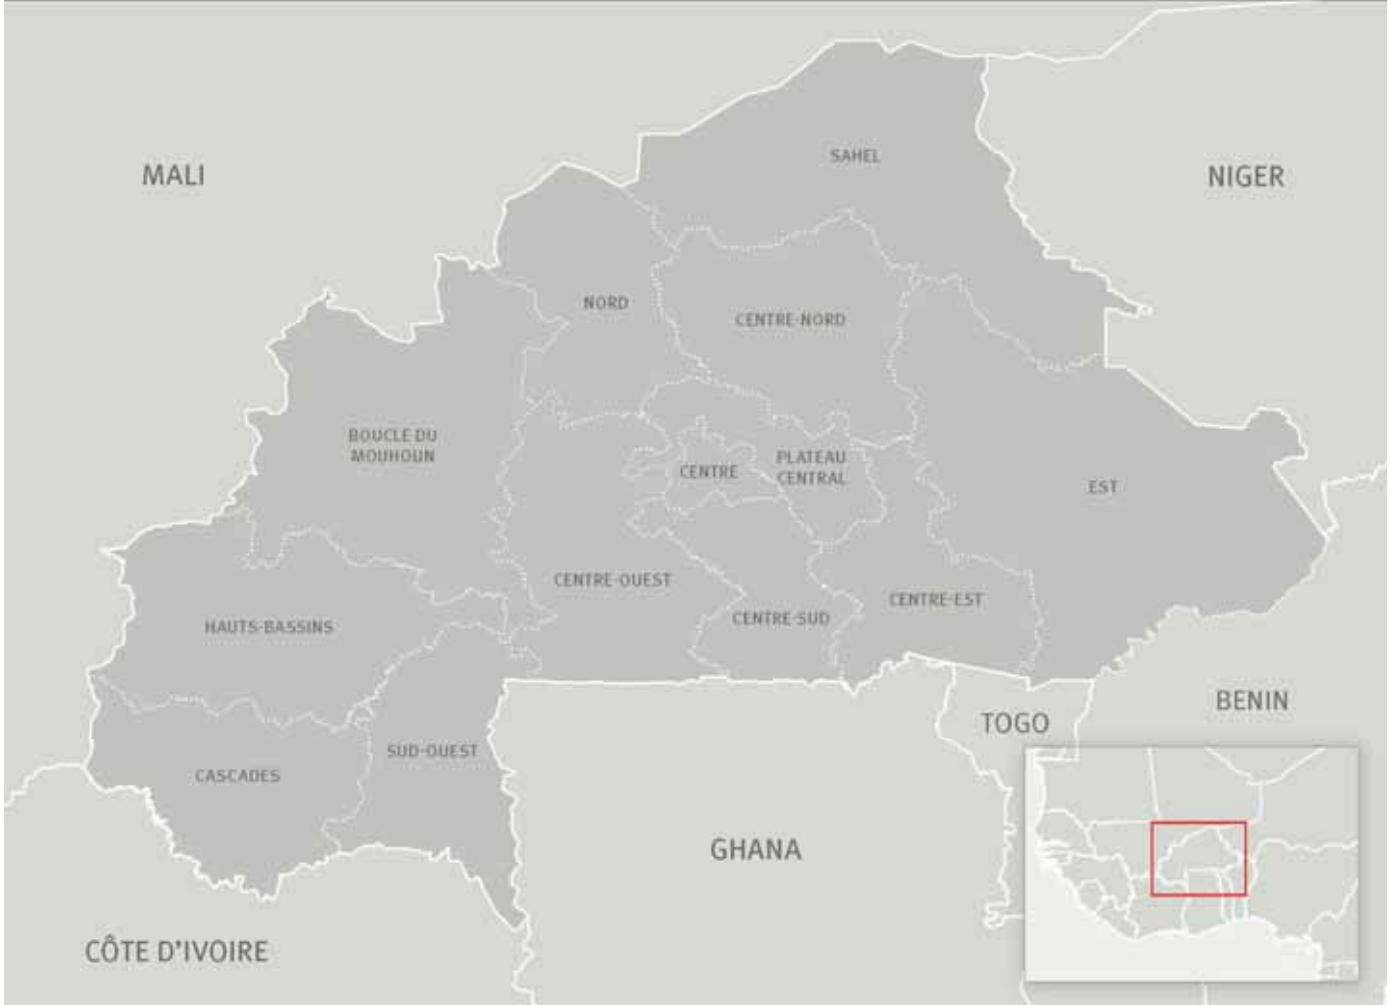 SAHEL
MALI
NIGER
NORD
CENTRE-NORD
BOUCLE DU
MOUHOUN
PLATEAU
CENTRAL
CENTRE
EST
CENTRE-OUEST
CENTRE-EST
CENTRE-SUD
HAUTS-BASSINS
BENIN
TOGO
SUD-OUEST
CASCADES
GHANA
CÔTE D'IVOIRE